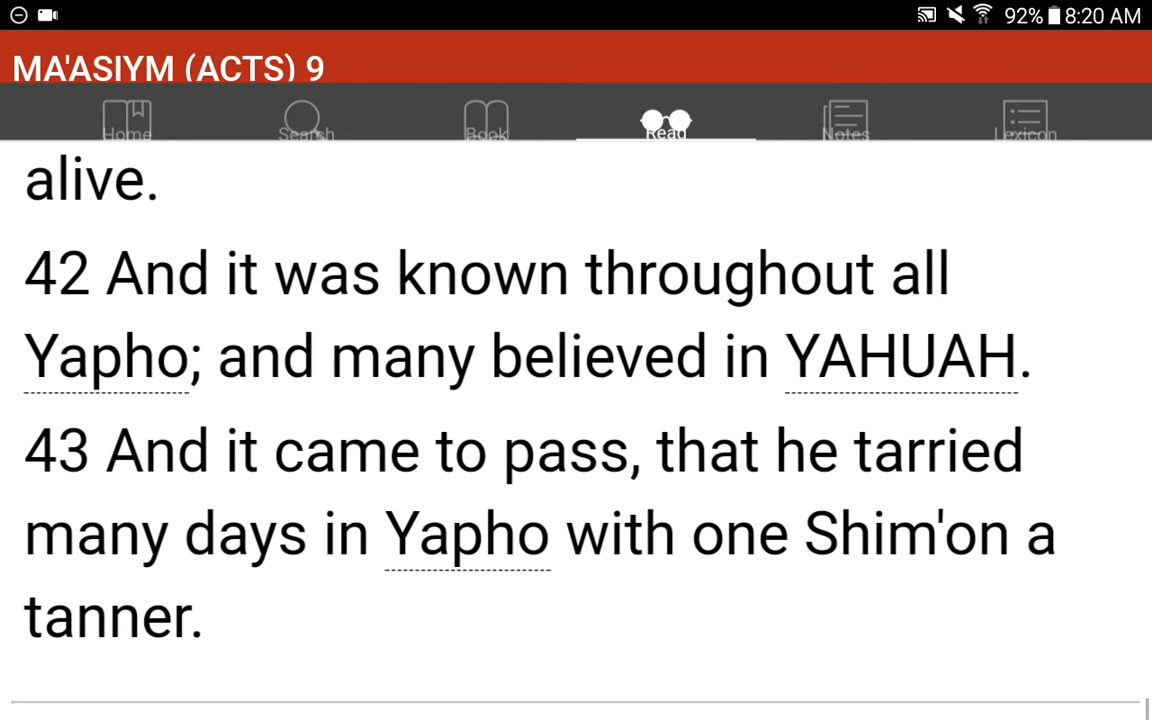 92% 8:20 AM
MA'ASIYM (ACTS) 9
Home Search Book Read Notes Lexicon
alive.
42 And it was known throughout all
Yapho; and many believed in YAHUAH.
43 And it came to pass, that he tarried
many days in Yapho with one Shim'on a
tanner.